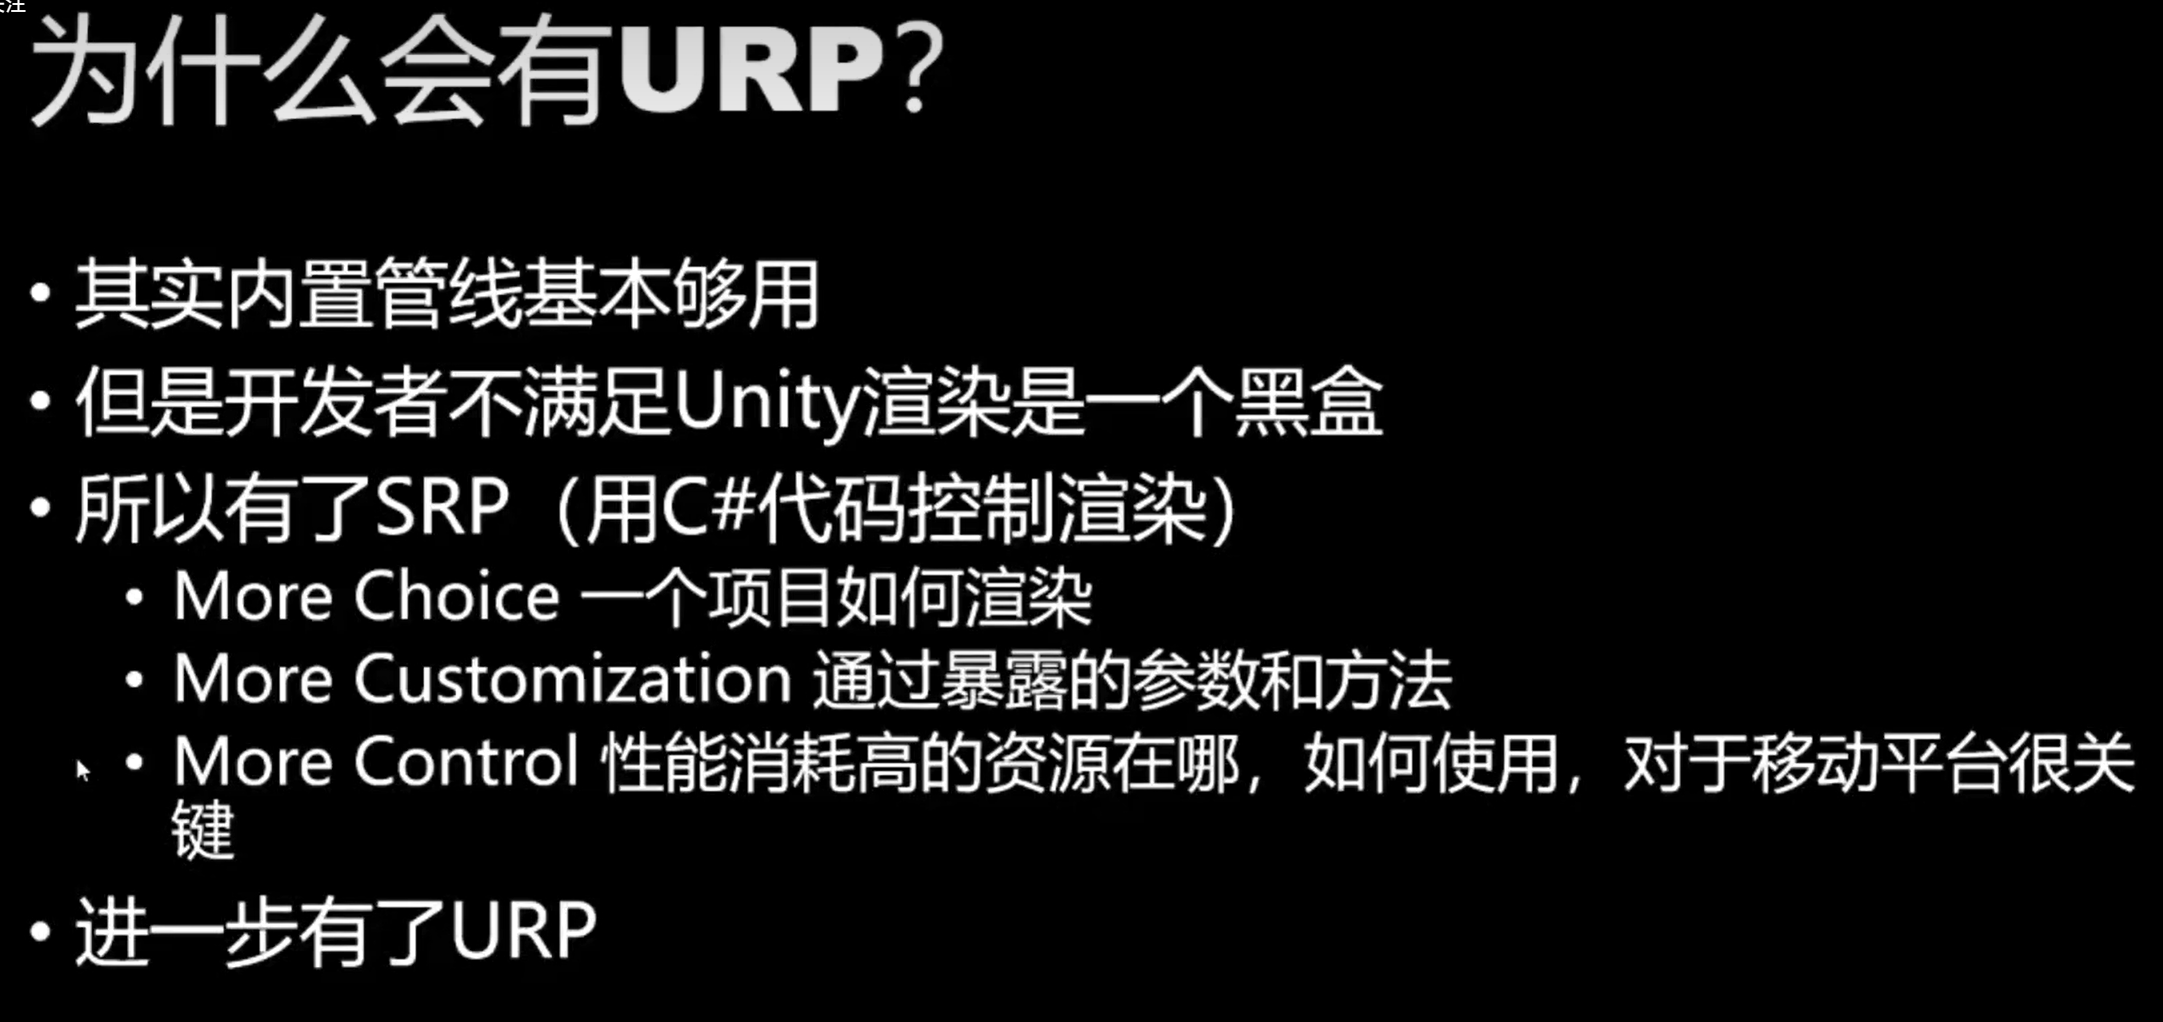 注
为什么会有URP？
• 其实内置管线基本够用
• 但是开发者不满足Unity渲染是一个黑盒
• 所以有了SRP（用C#代码控制渲染）
• More Choice 一个项目如何渲染
• More Customization 通过暴露的参数和方法
• More Control 性能消耗高的资源在哪，如何使用，对于移动平台很关
键
• 进一步有了URP